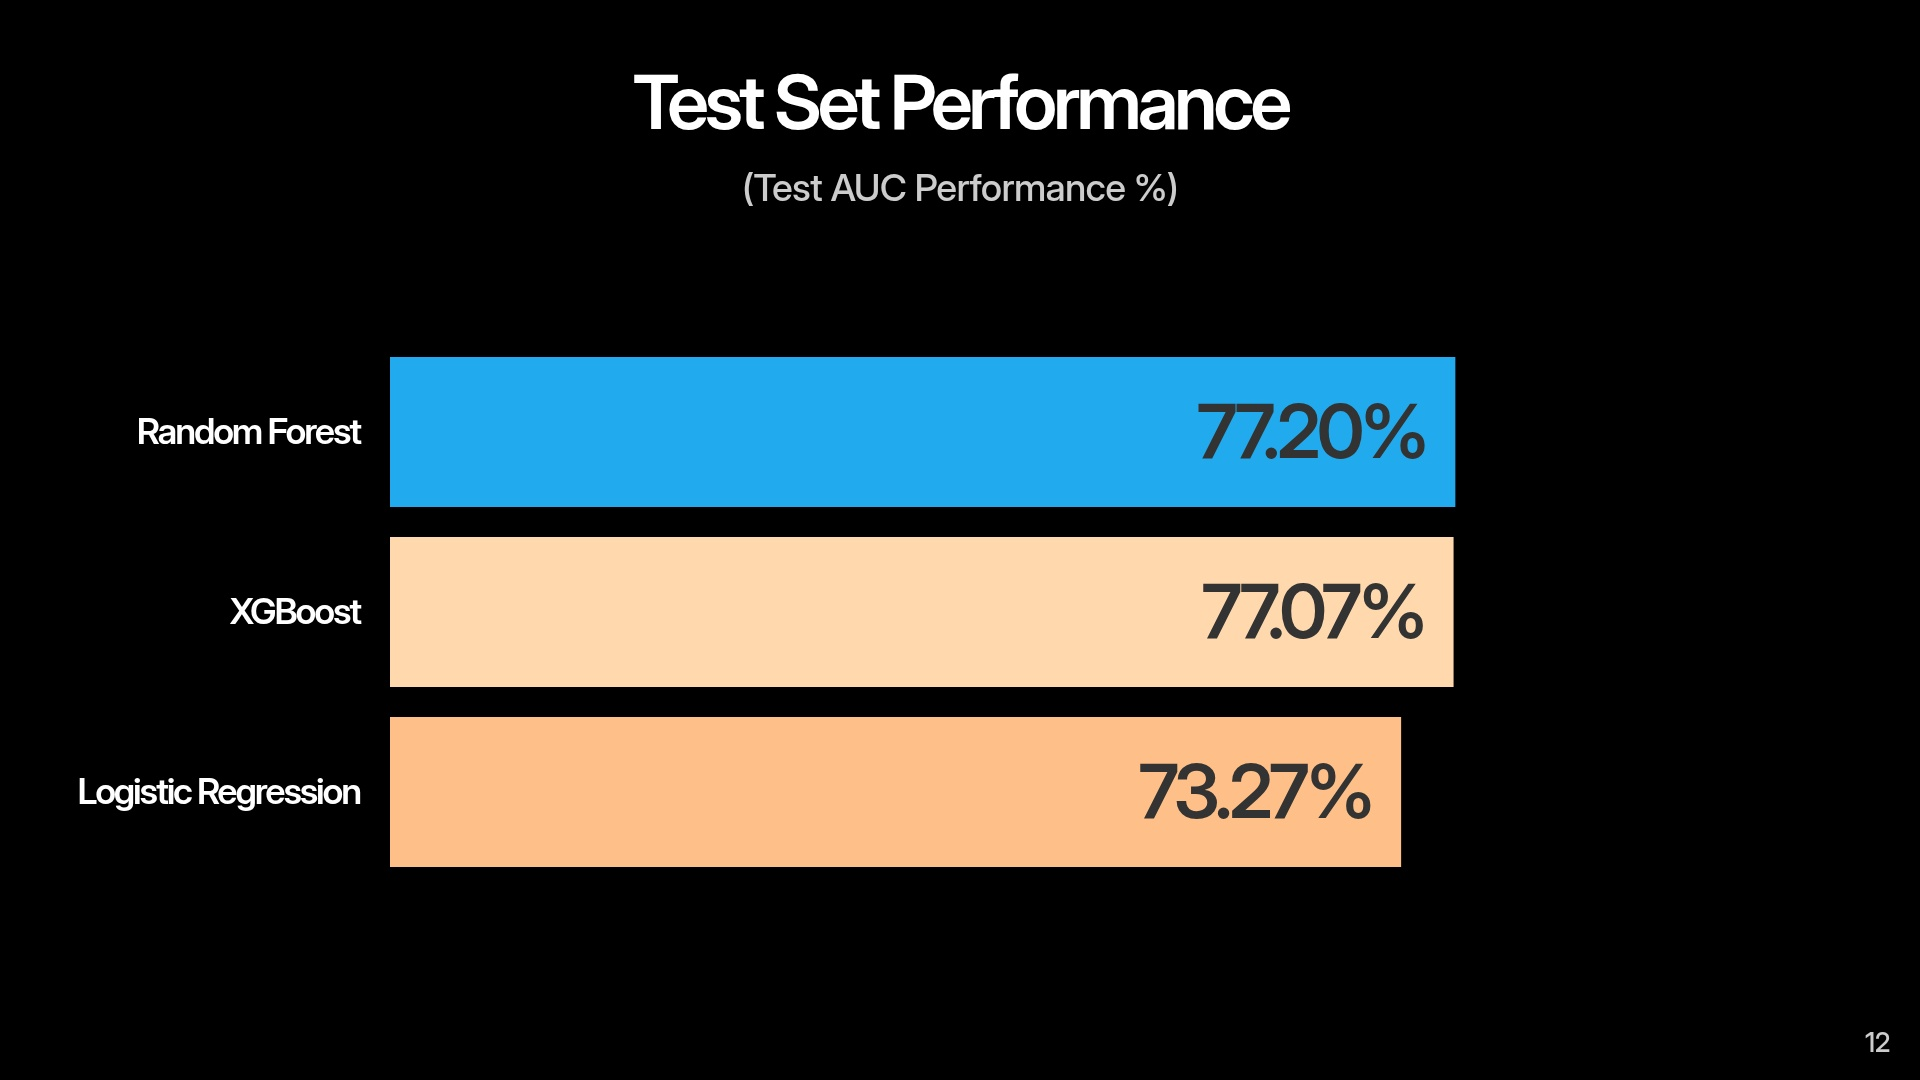 Test Set Performance
(Test AUC Performance %)
Random Forest
77.20%
XGBoost
77.07%
Logistic Regression
73.27%
12